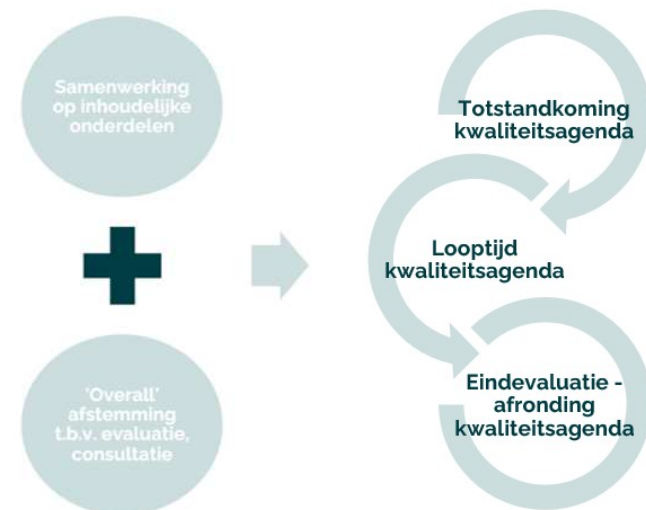 Samenwerking
op inhoudelijke
onderdelen
'Overall'
afstemming
t.b.v. evaluatie,
consultatie
Totstandkoming
kwaliteitsagenda
Looptijd
kwaliteitsagenda
Eindevaluatie -
afronding
kwaliteitsagenda